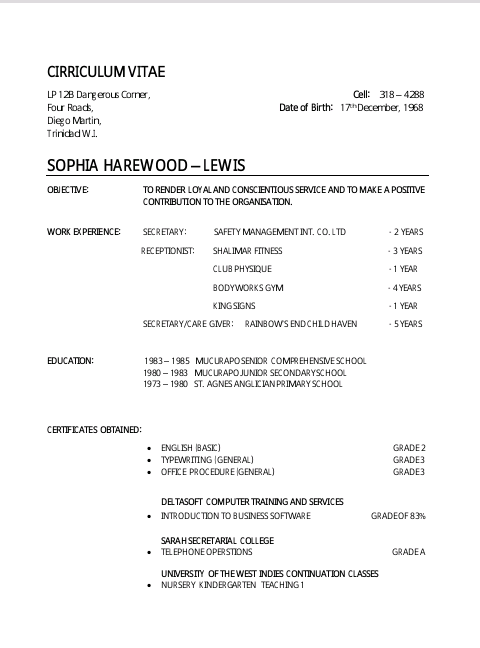 CIRRICULUM VITAE
LP 12B Dangerous Corner, Cell: 318 – 4288
Four Roads, Date of Birth: 17th December, 1968
Diego Martin,
Trinidad W.I.
SOPHIA HAREWOOD – LEWIS
OBJECTIVE: TO RENDER LOYAL AND CONSCIENTIOUS SERVICE AND TO MAKE A POSITIVE
CONTRIBUTION TO THE ORGANISATION.
WORK EXPERIENCE: SECRETARY: SAFETY MANAGEMENT INT. CO. LTD - 2 YEARS
RECEPTIONIST: SHALIMAR FITNESS - 3 YEARS
CLUB PHYSIQUE - 1 YEAR
BODYWORKS GYM - 4 YEARS
KING SIGNS - 1 YEAR
SECRETARY/CARE GIVER: RAINBOW'S END CHILD HAVEN - 5 YEARS
EDUCATION: 1983 – 1985 MUCURAPO SENIOR COMPREHENSIVE SCHOOL
1980 – 1983 MUCURAPO JUNIOR SECONDARY SCHOOL
1973 – 1980 ST. AGNES ANGLICIAN PRIMARY SCHOOL
CERTIFICATES OBTAINED:
• ENGLISH (BASIC) GRADE 2
• TYPEWRITING (GENERAL) GRADE 3
• OFFICE PROCEDURE (GENERAL) GRADE 3
DELTASOFT COMPUTER TRAINING AND SERVICES
• INTRODUCTION TO BUSINESS SOFTWARE GRADE OF 83%
SARAH SECRETARIAL COLLEGE
• TELEPHONE OPERSTIONS GRADE A
UNIVERSITY OF THE WEST INDIES CONTINUATION CLASSES
• NURSERY KINDERGARTEN TEACHING 1